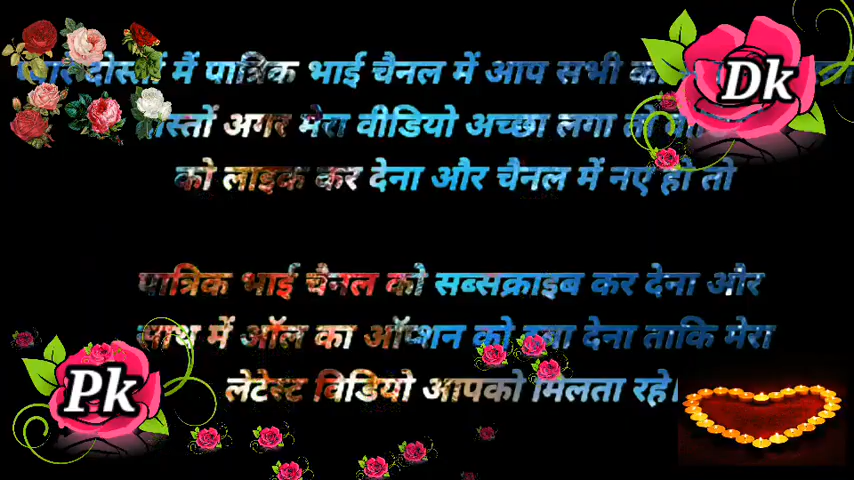 दोस्तों मैं पात्रिक भाई चैनल में आप सभी
Dk
अगर मेरा वीडियो अच्छा लगा तो
को लाइक कर देना और चैनल में नए हो तो
पात्रिक भाई चैनल को सब्सक्राइब कर देना और
साथ में ऑल का ऑप्शन को दबा देना ताकि मेरा
Pk
लेटेस्ट विडियो आपको मिलता रहे।